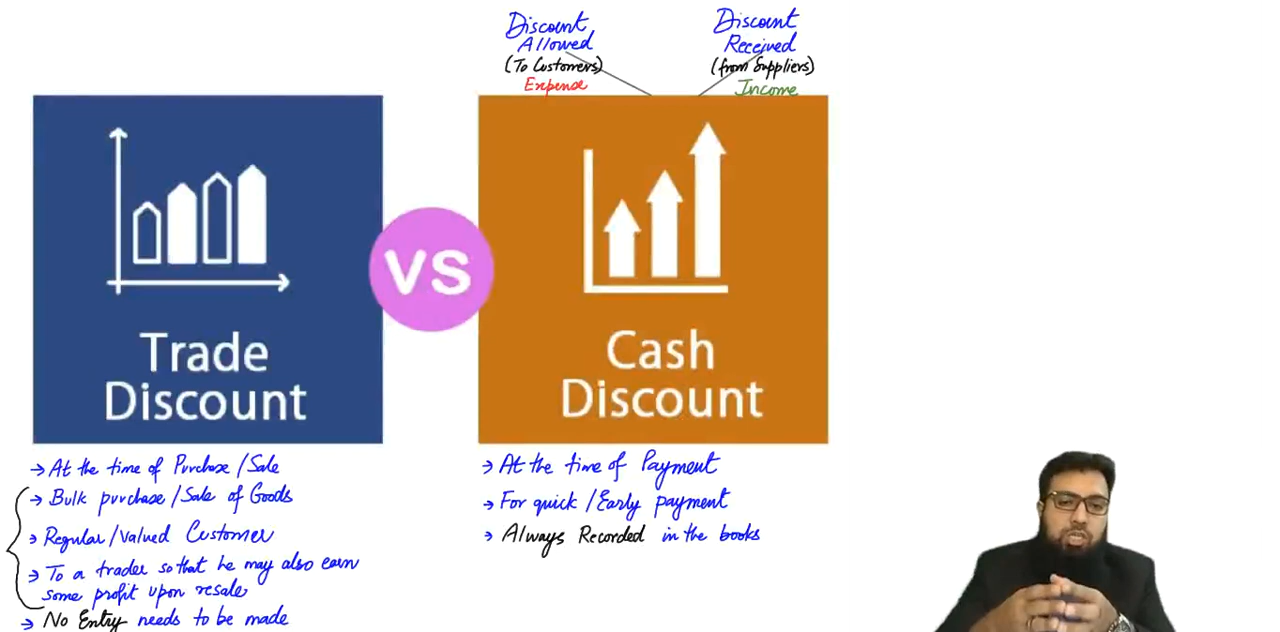 Discount
Allowed
(To Customers)
Expense
Discount
Received
(from Suppliers)
Income
Trade
Discount
VS
Cash
Discount
→ At the time of Purchase/Sale
→ Bulk purchase/Sale of Goods
→ Regular/Valued Customer
→ To a trader so that he may also earn
some profit upon resale
→ No Entry needs to be made
→ At the time of Payment
→ For quick/Early payment
→ Always Recorded in the books